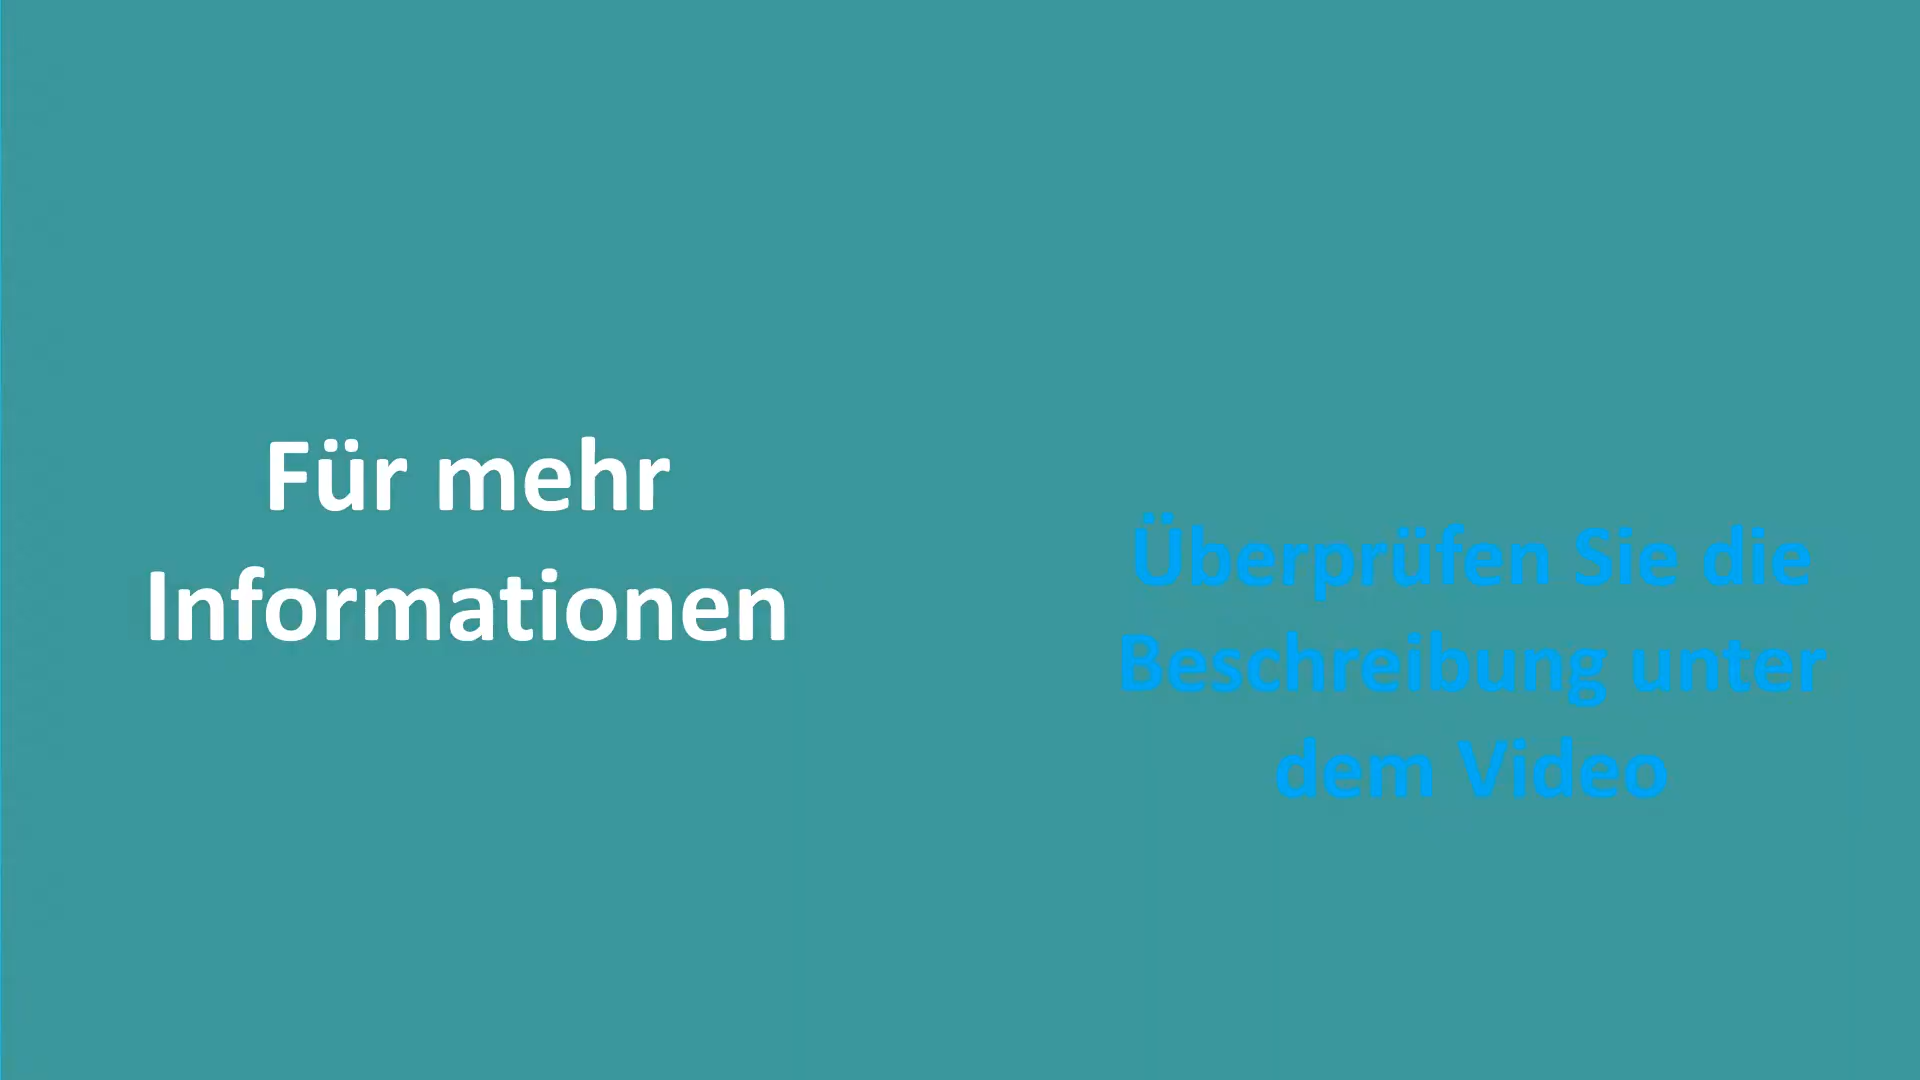 Für mehr
Informationen
Überprüfen Sie die
Beschreibung unter
dem Video